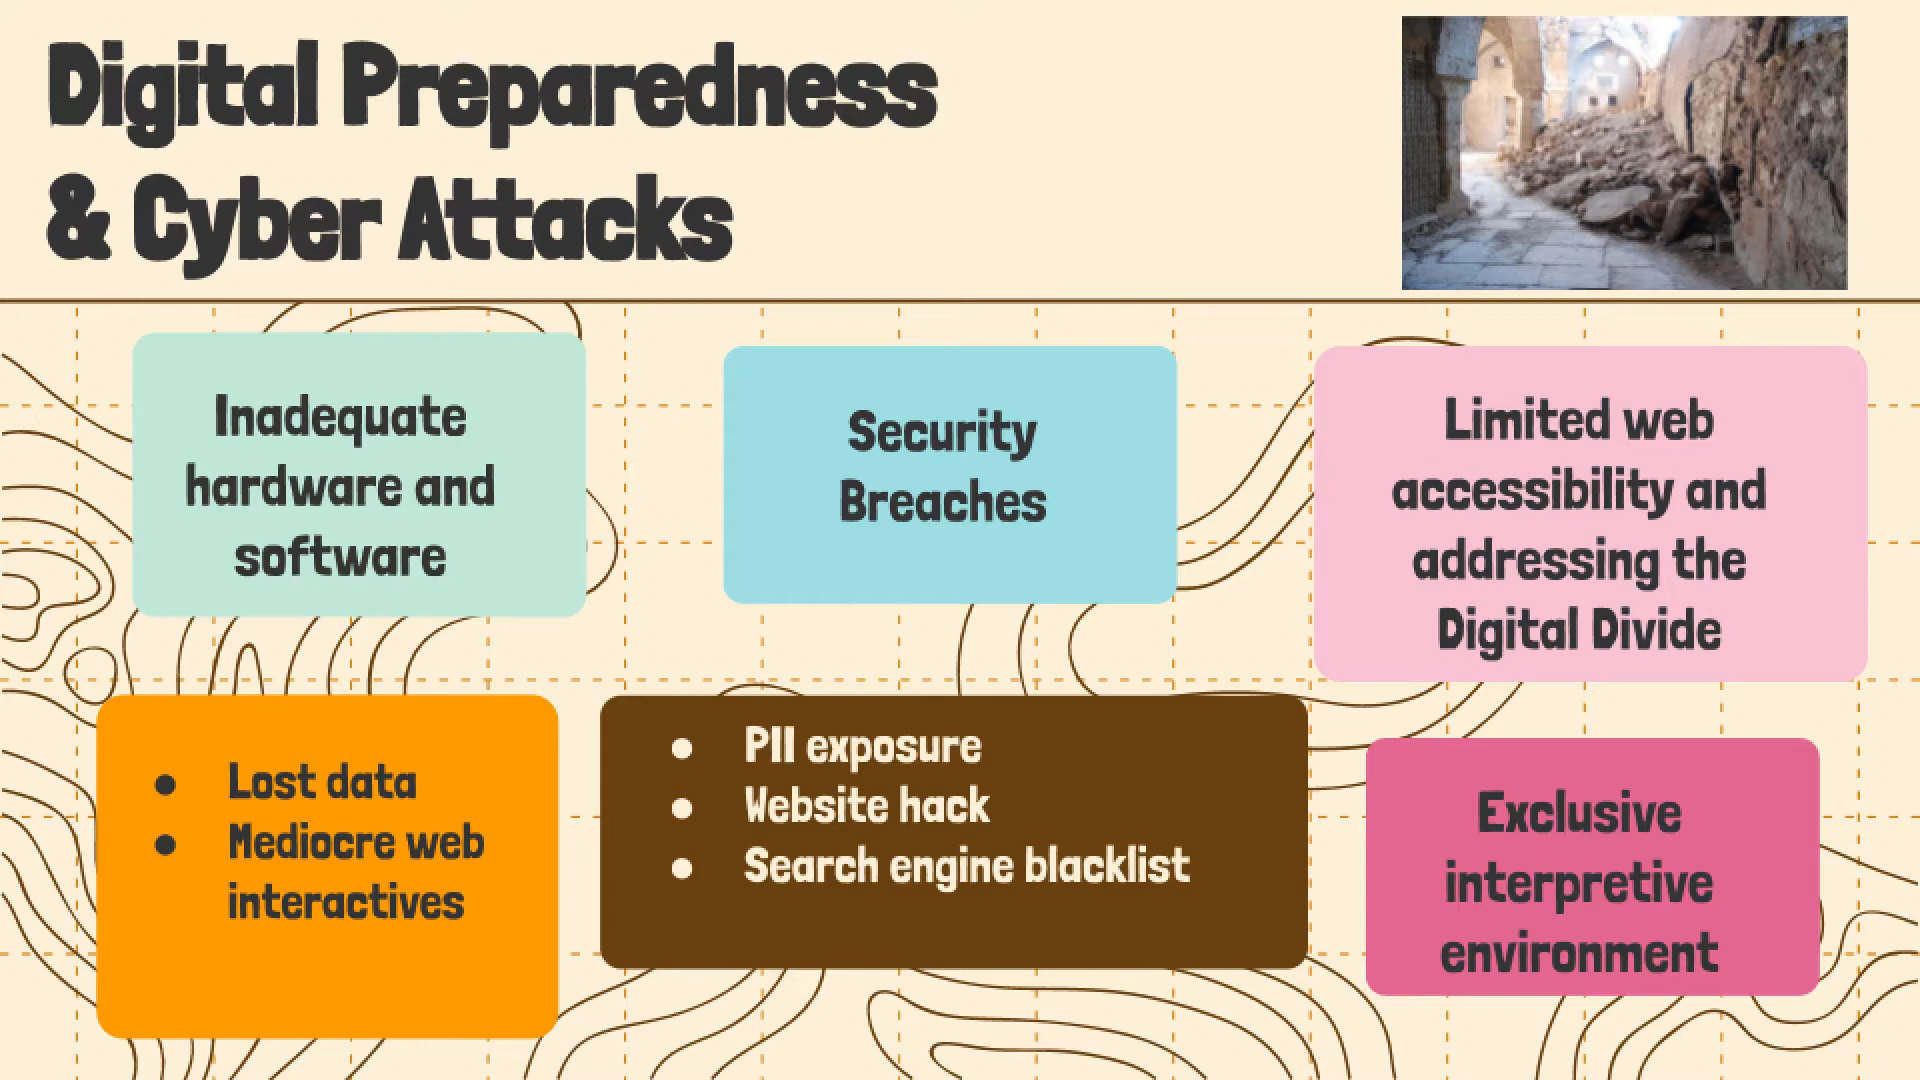 Digital Preparedness
& Cyber Attacks
Inadequate
hardware and
software
Security
Breaches
Limited web
accessibility and
addressing the
Digital Divide
● Lost data
● Mediocre web
interactives
● PII exposure
● Website hack
● Search engine blacklist
Exclusive
interpretive
environment